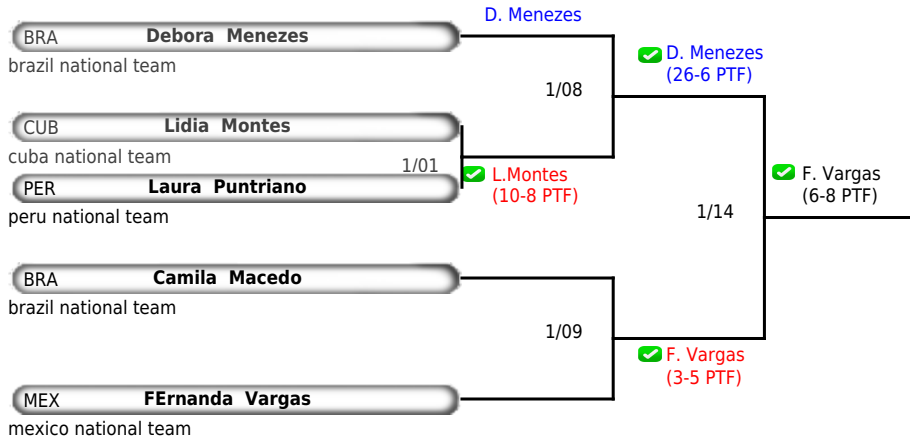 D. Menezes
BRA Debora Menezes
brazil national team
D. Menezes
(26-6 PTF)
1/08
CUB Lidia Montes
cuba national team
1/01
L.Montes
(10-8 PTF)
PER Laura Puntriano
peru national team
F. Vargas
(6-8 PTF)
1/14
BRA Camila Macedo
brazil national team
1/09
F. Vargas
(3-5 PTF)
MEX FErnanda Vargas
mexico national team